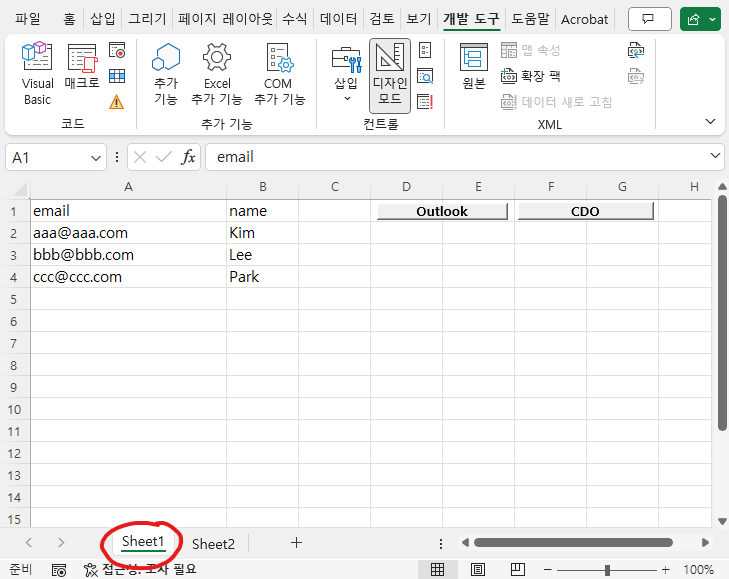 파일 홈 삽입 그리기 페이지 레이아웃 수식 데이터 검토 보기 개발 도구 도움말 Acrobat
Visual Basic
매크로
코드
추가 기능
Excel 추가 기능
COM 추가 기능
추가 기능
삽입
디자인 모드
컨트롤
원본
맵 속성
확장 팩
데이터 새로 고침
XML
A1 fx email
A B C D E F G H
1 email name Outlook CDO
2 aaa@aaa.com Kim
3 bbb@bbb.com Lee
4 ccc@ccc.com Park
5
6
7
8
9
10
11
12
13
14
15
Sheet1 Sheet2
준비 접근성: 조사 필요 100%